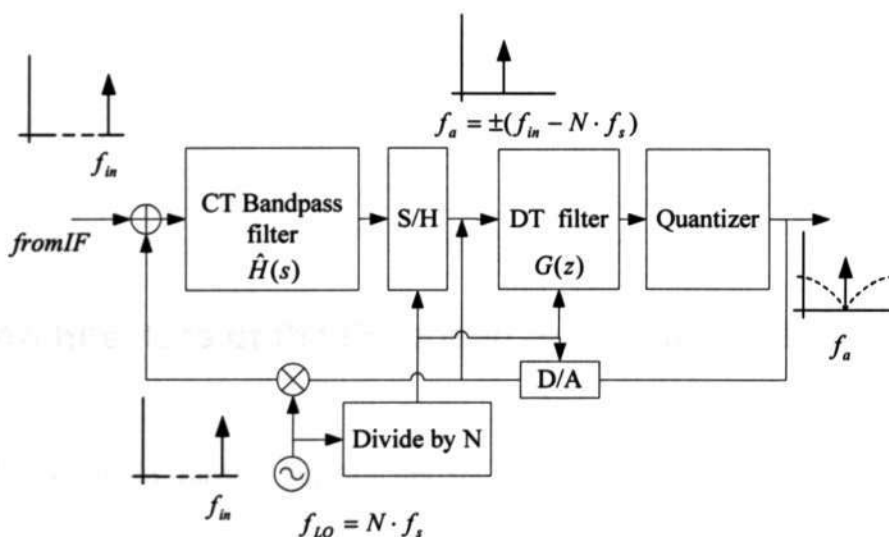 f_a = ±(f_in − N · f_s)
f_in
CT Bandpass
filter
Ĥ(s)
S/H
DT filter
G(z)
Quantizer
fromIF
f_a
D/A
Divide by N
f_in
f_LO = N · f_s